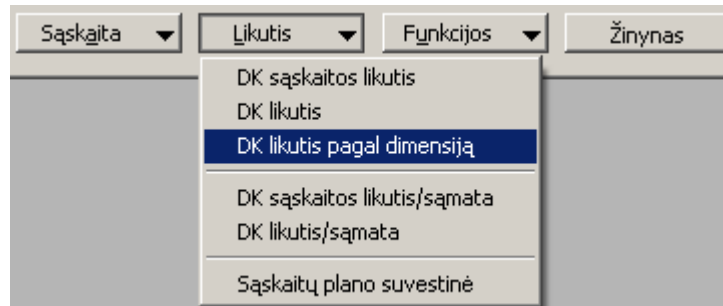 Sąskaita Likutis Funkcijos Žinynas
DK sąskaitos likutis
DK likutis
DK likutis pagal dimensiją
DK sąskaitos likutis/sąmata
DK likutis/sąmata
Sąskaitų plano suvestinė